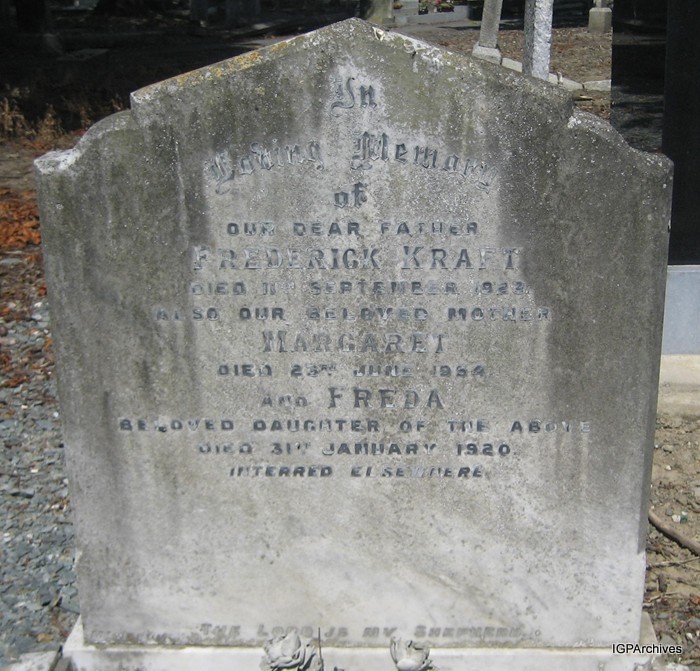 In
Loving Memory
of
OUR DEAR FATHER
FREDERICK KRAFT
DIED 11TH SEPTEMBER 1923.
ALSO OUR BELOVED MOTHER
MARGARET
DIED JUNE 1954.
AND FREDA
BELOVED DAUGHTER OF THE ABOVE
DIED 31ST JANUARY 1920.
INTERRED ELSEWHERE
THE LORD IS MY SHEPHERD
IGPArchives